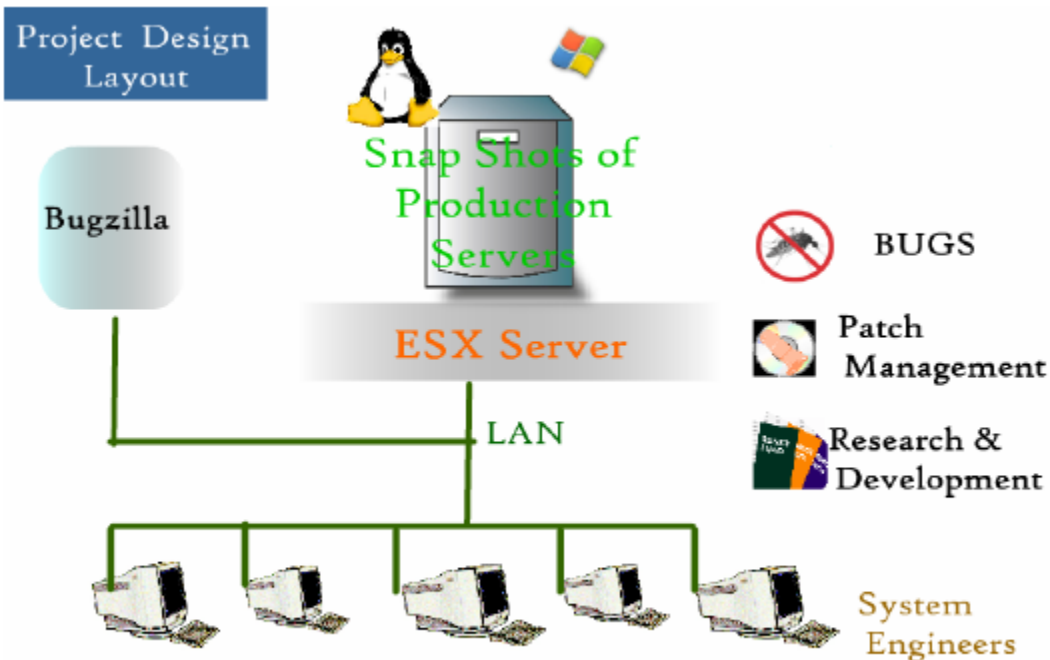 Project Design
Layout
Snap Shots of
Production
Servers
Bugzilla
ESX Server
LAN
BUGS
Patch
Management
Research &
Development
System
Engineers